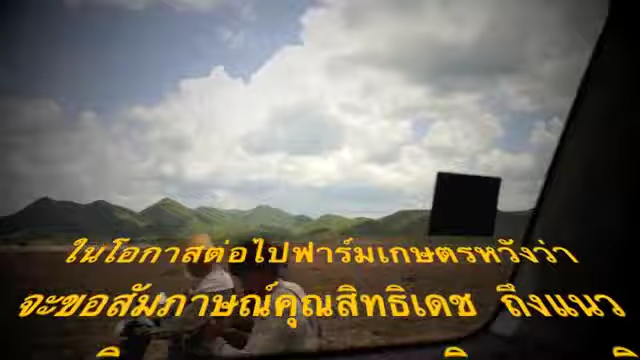 ในโอกาสต่อไปฟาร์มเกษตรหวังว่า
จะขอสัมภาษณ์คุณสิทธิเดช ถึงแนว